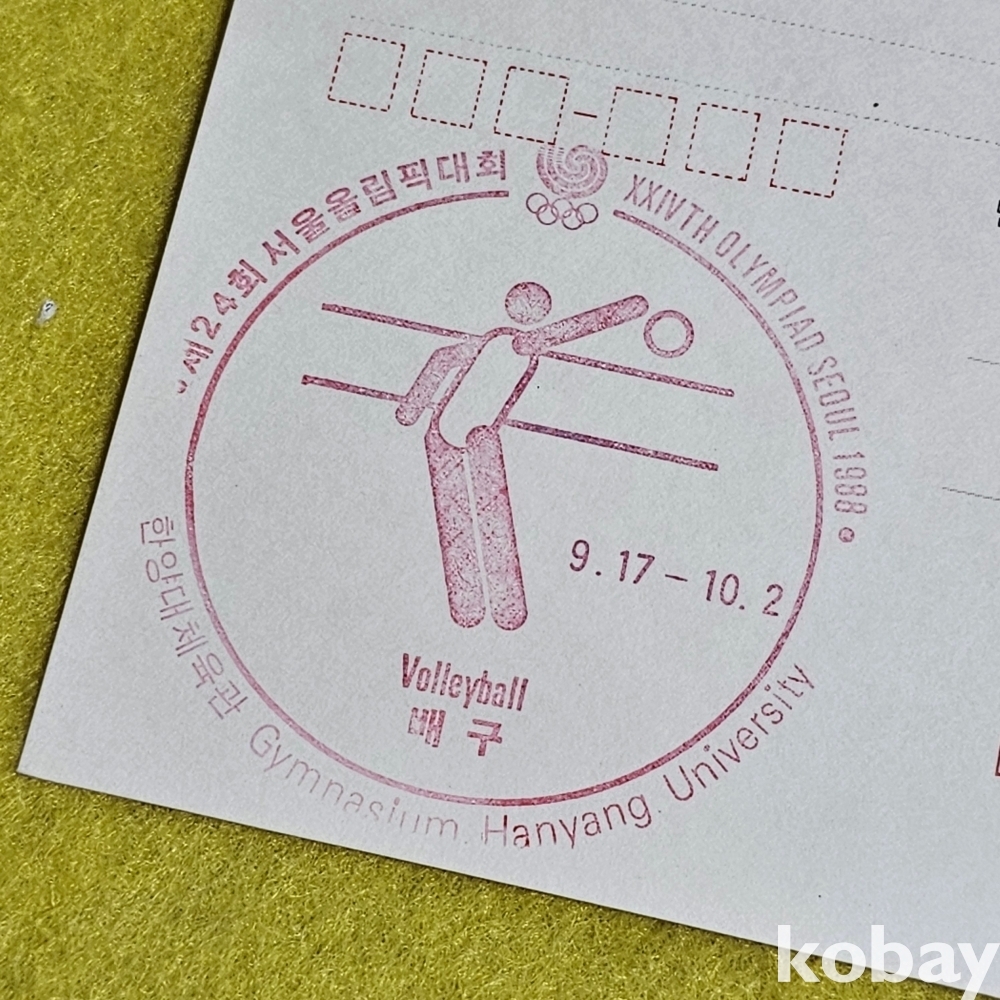 제24회 서울올림픽대회
XXIVTH OLYMPIAD SEOUL 1988
9.17-10.2
Volleyball
배구
한양대체육관 Gymnasium. Hanyang. University
kobay